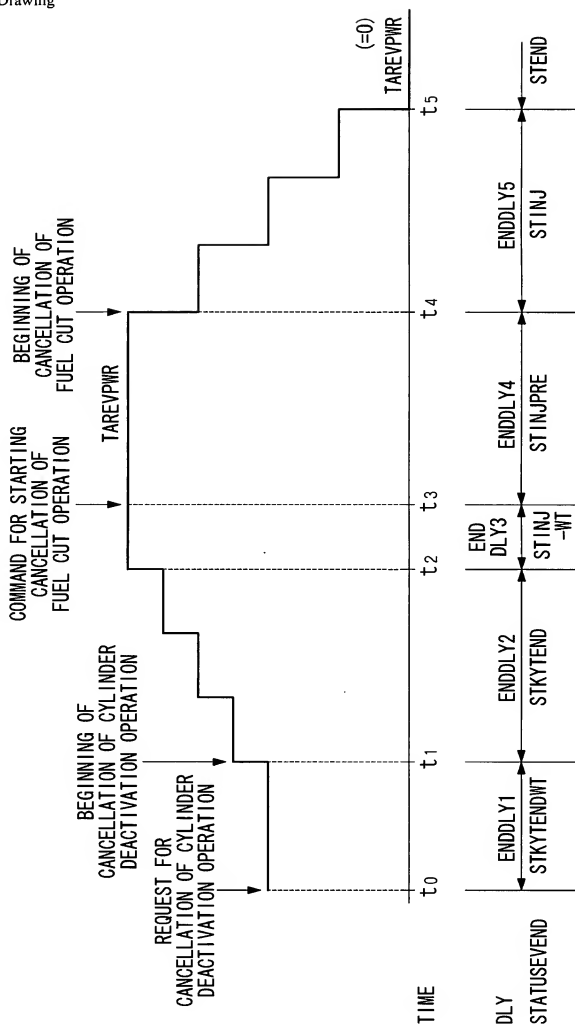 Drawing
REQUEST FOR
CANCELLATION OF CYLINDER
DEACTIVATION OPERATION
BEGINNING OF
CANCELLATION OF CYLINDER
DEACTIVATION OPERATION
COMMAND FOR STARTING
CANCELLATION OF
FUEL CUT OPERATION
BEGINNING OF
CANCELLATION OF
FUEL CUT OPERATION
TAREVPWR
(=0)
TAREVPWR
TIME
t0
t1
t2
t3
t4
t5
DLY
ENDDLY1
ENDDLY2
END
DLY3
ENDDLY4
ENDDLY5
STATUSEVEND
STKYTENDWT
STKYTEND
STINJ
-WT
STINJPRE
STINJ
STEND